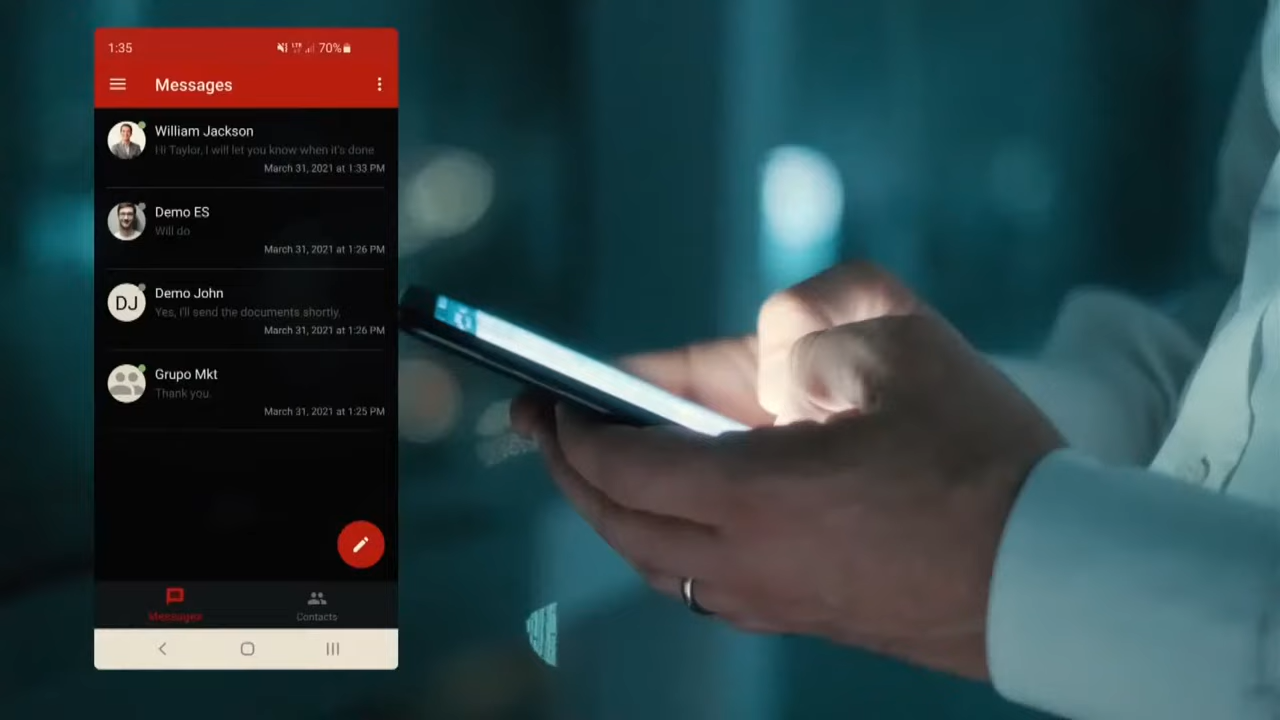 1:35 LTE 70%
Messages
William Jackson
Hi Taylor, I will let you know when it's done
March 31, 2021 at 1:33 PM
Demo ES
Will do
March 31, 2021 at 1:26 PM
DJ
Demo John
Yes, I'll send the documents shortly.
March 31, 2021 at 1:26 PM
Grupo Mkt
Thank you.
March 31, 2021 at 1:25 PM
Messages
Contacts